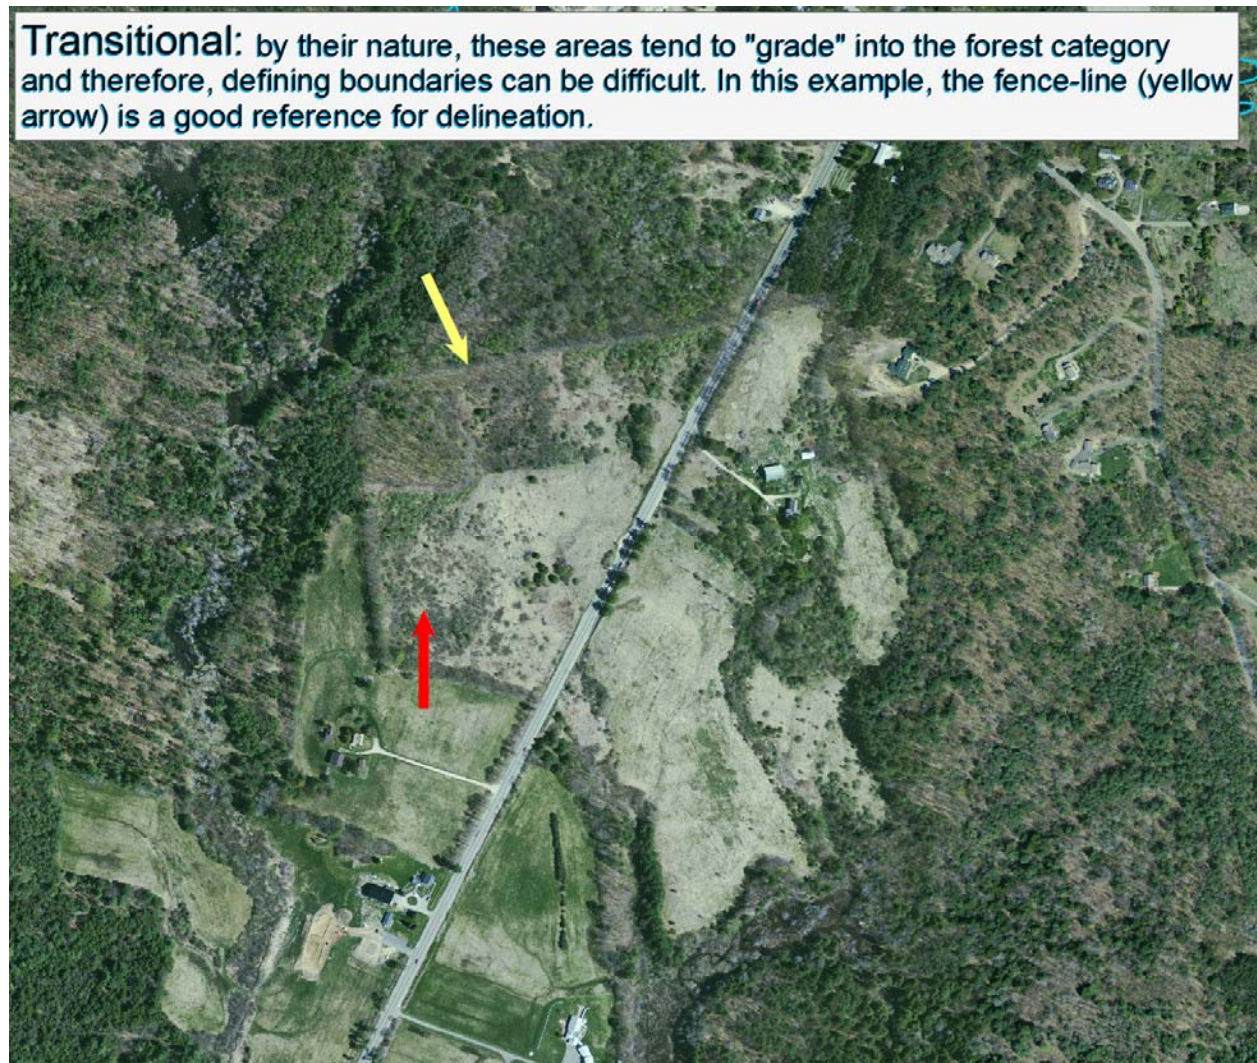 Transitional: by their nature, these areas tend to "grade" into the forest category
and therefore, defining boundaries can be difficult. In this example, the fence-line (yellow
arrow) is a good reference for delineation.